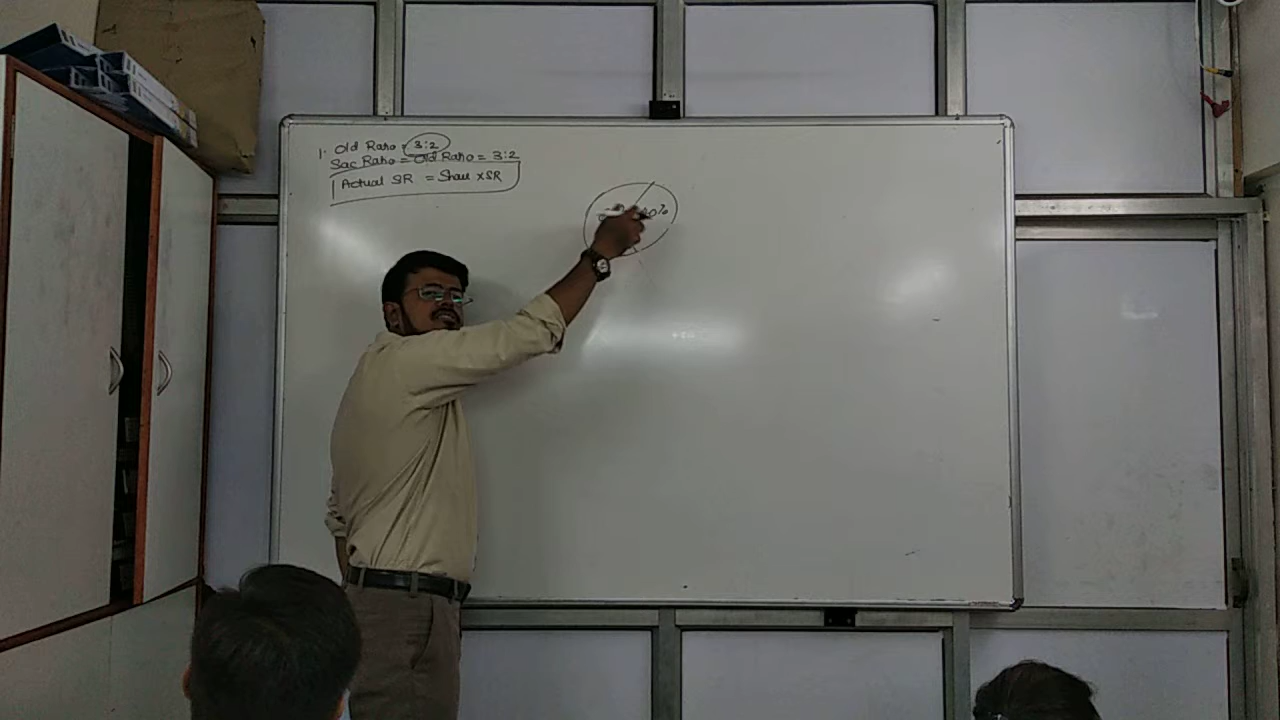 1. Old Ratio = 3:2
Sac Ratio = Old Ratio = 3:2
Actual SR = Share x SR